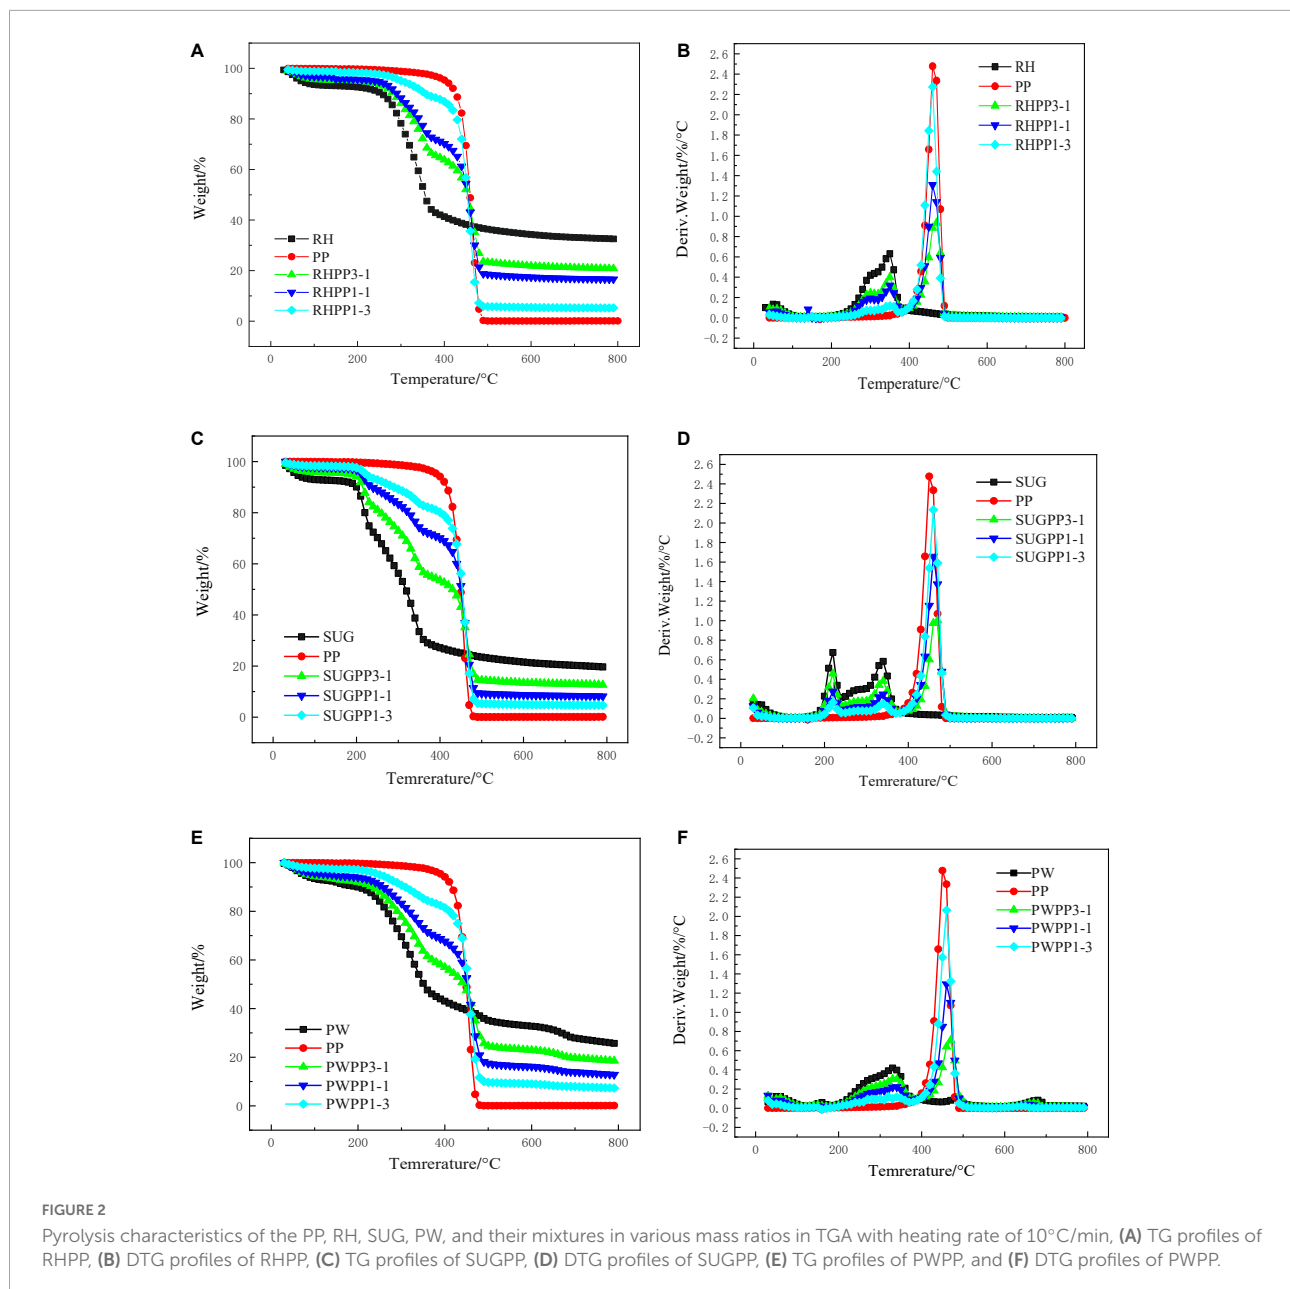 A
100
80
60
40
20
0
Weight/%
RH
PP
RHPP3-1
RHPP1-1
RHPP1-3
0 200 400 600 800
Temperature/°C
B
2.6
2.4
2.2
2.0
1.8
1.6
1.4
1.2
1.0
0.8
0.6
0.4
0.2
0.0
-0.2
Deriv.Weight/%/°C
RH
PP
RHPP3-1
RHPP1-1
RHPP1-3
0 200 400 600 800
Temperature/°C
C
100
80
60
40
20
0
Weight/%
SUG
PP
SUGPP3-1
SUGPP1-1
SUGPP1-3
0 200 400 600 800
Temrerature/°C
D
2.6
2.4
2.2
2.0
1.8
1.6
1.4
1.2
1.0
0.8
0.6
0.4
0.2
0.0
-0.2
Deriv.Weight/%/°C
SUG
PP
SUGPP3-1
SUGPP1-1
SUGPP1-3
0 200 400 600 800
Temrerature/°C
E
100
80
60
40
20
0
Weight/%
PW
PP
PWPP3-1
PWPP1-1
PWPP1-3
0 200 400 600 800
Temrerature/°C
F
2.6
2.4
2.2
2.0
1.8
1.6
1.4
1.2
1.0
0.8
0.6
0.4
0.2
0.0
-0.2
Deriv.Weight/%/°C
PW
PP
PWPP3-1
PWPP1-1
PWPP1-3
0 200 400 600 800
Temrerature/°C
FIGURE 2
Pyrolysis characteristics of the PP, RH, SUG, PW, and their mixtures in various mass ratios in TGA with heating rate of 10°C/min, (A) TG profiles of
RHPP, (B) DTG profiles of RHPP, (C) TG profiles of SUGPP, (D) DTG profiles of SUGPP, (E) TG profiles of PWPP, and (F) DTG profiles of PWPP.